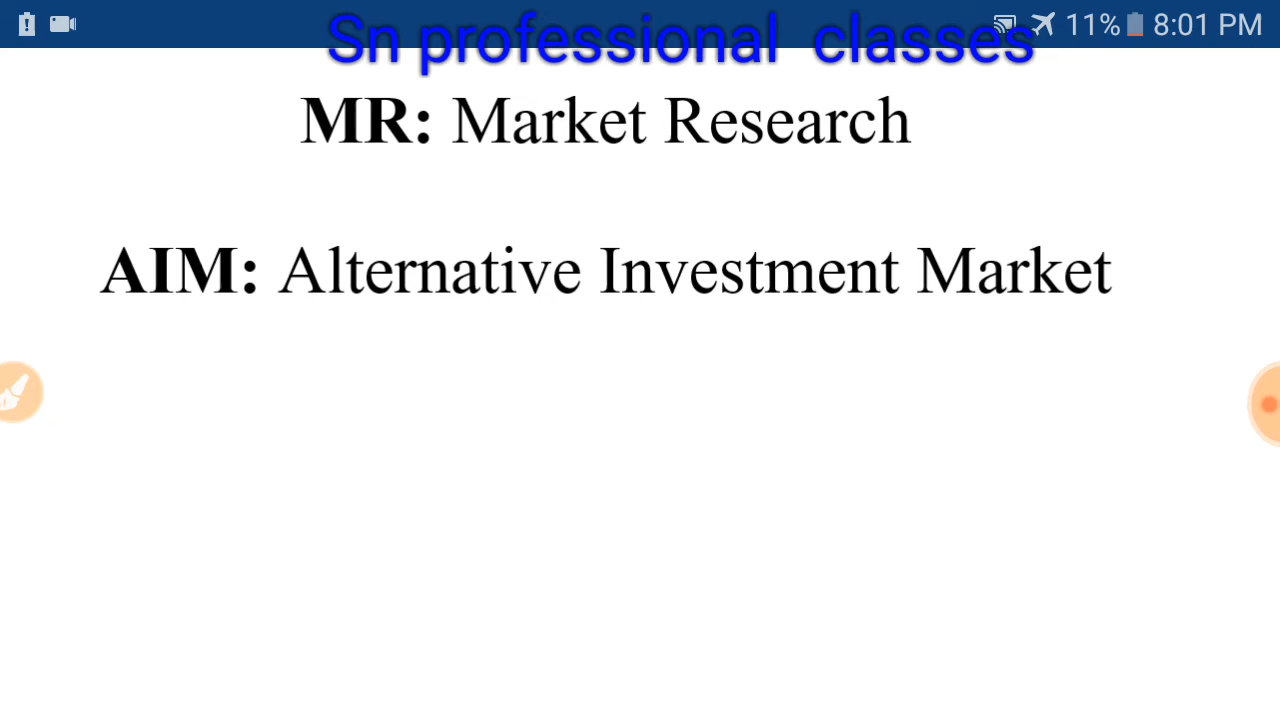 11% 8:01 PM
Sn professional classes
MR: Market Research
AIM: Alternative Investment Market